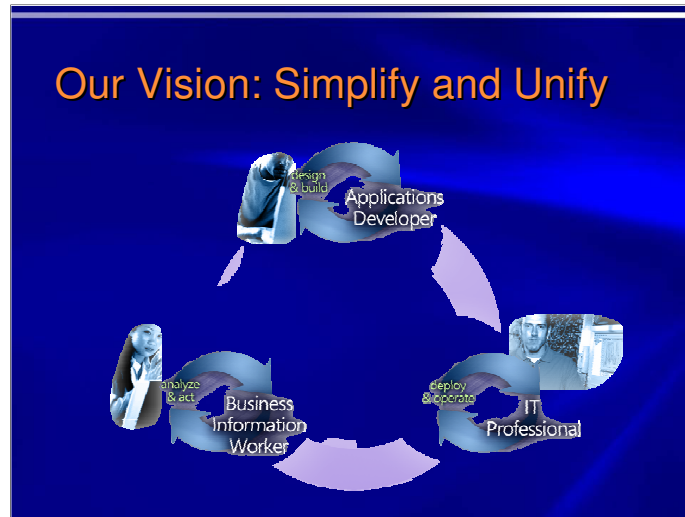 Our Vision: Simplify and Unify
design
& build
Applications
Developer
analyze
& act
Business
Information
Worker
deploy
& operate
IT
Professional